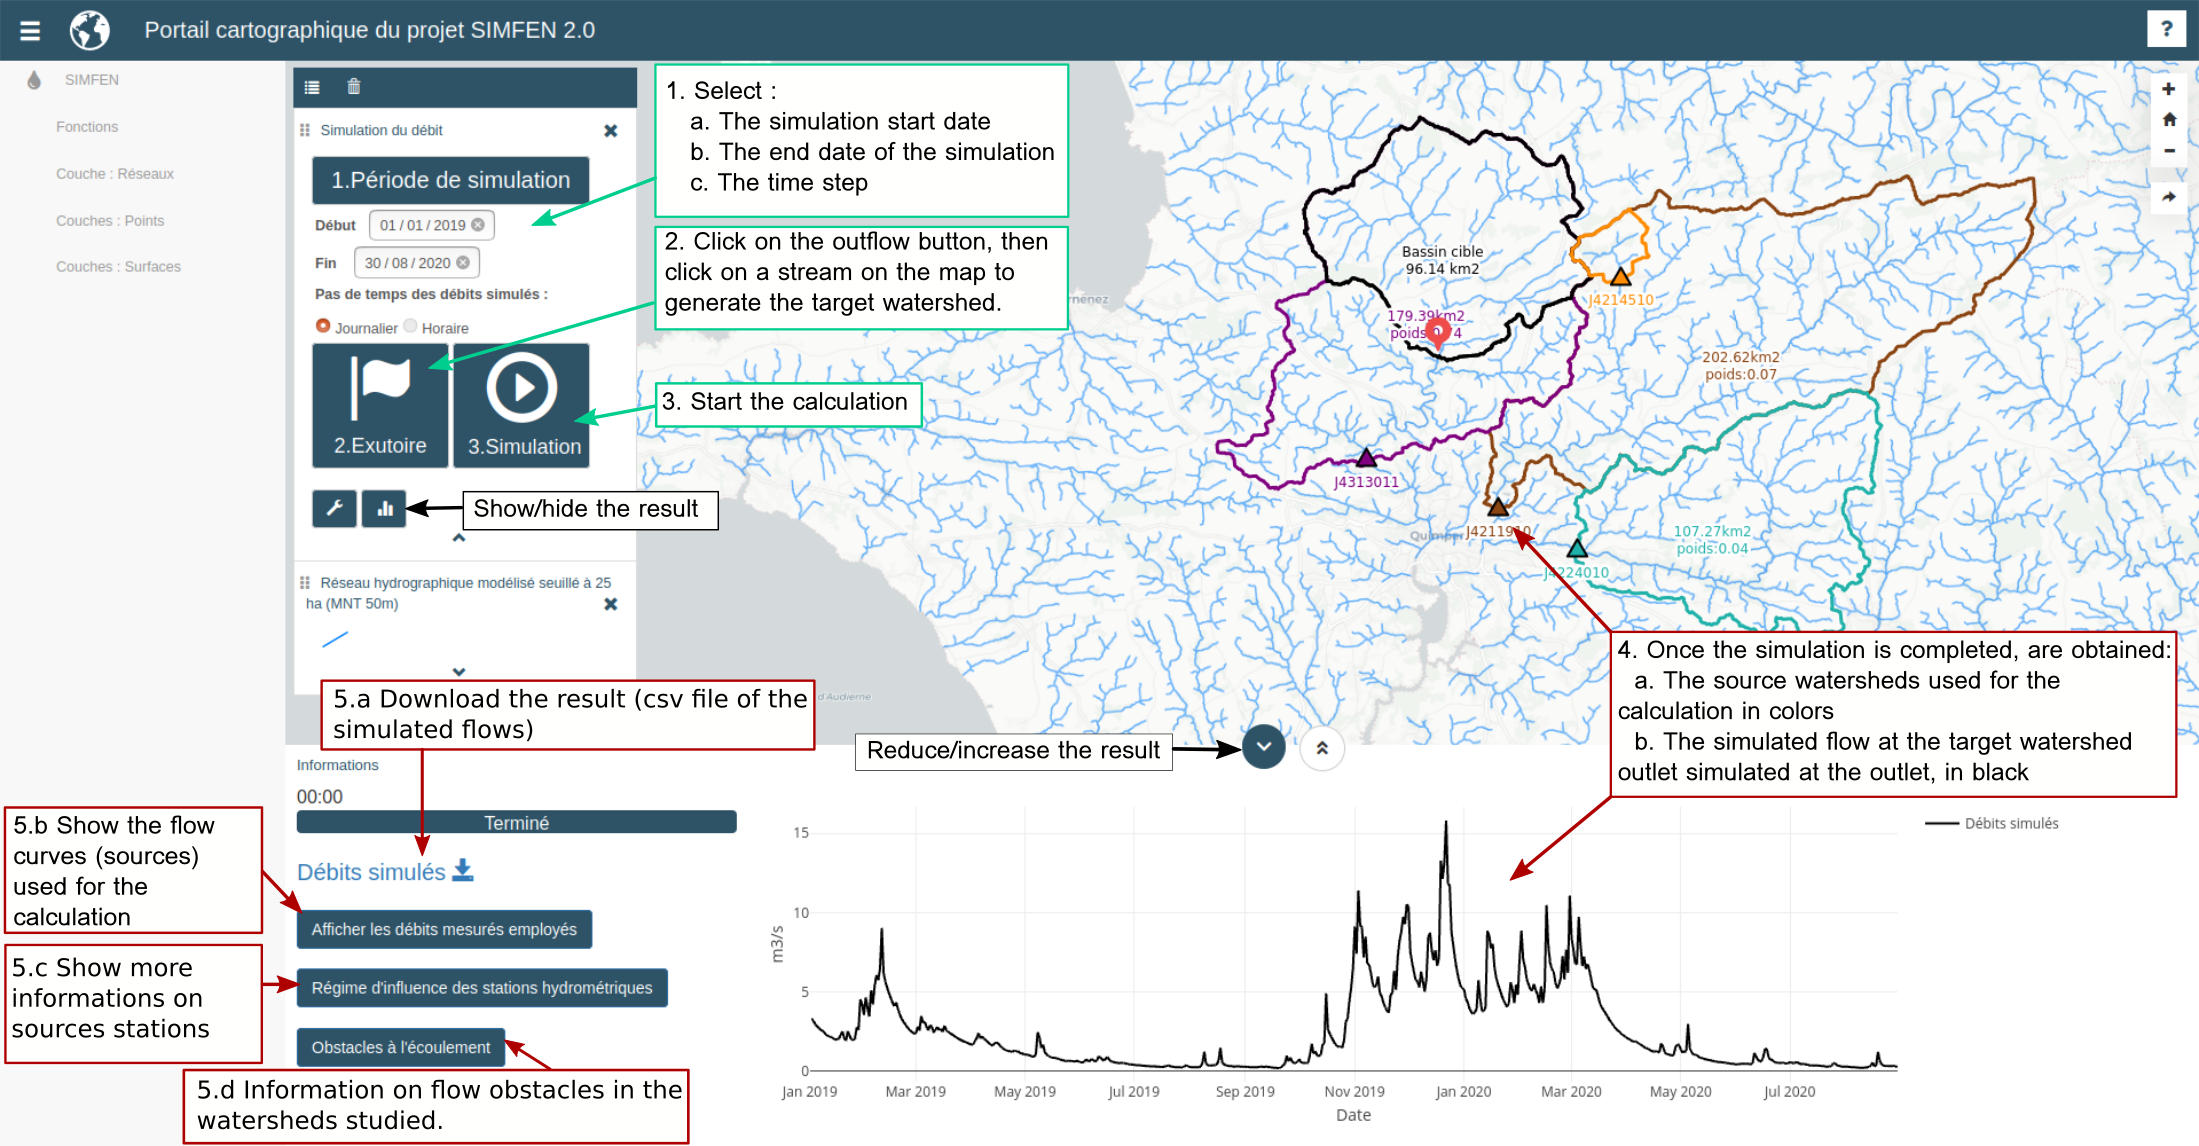 Portail cartographique du projet SIMFEN 2.0
?
SIMFEN
Fonctions
Couche : Réseaux
Couches : Points
Couches : Surfaces
Simulation du débit
1.Période de simulation
Début
01 / 01 / 2019
Fin
30 / 08 / 2020
Pas de temps des débits simulés :
Journalier
Horaire
2.Exutoire
3.Simulation
Réseau hydrographique modélisé seuillé à 25
ha (MNT 50m)
1. Select :
a. The simulation start date
b. The end date of the simulation
c. The time step
2. Click on the outflow button, then
click on a stream on the map to
generate the target watershed.
3. Start the calculation
Show/hide the result
Bassin cible
96.14 km2
179.39km2
J4214510
202.62km2
poids:0.07
J4313011
J4211910
107.27km2
poids:0.04
J4224010
d'Audierne
4. Once the simulation is completed, are obtained:
a. The source watersheds used for the
calculation in colors
b. The simulated flow at the target watershed
outlet simulated at the outlet, in black
5.a Download the result (csv file of the
simulated flows)
Reduce/increase the result
Informations
00:00
Terminé
Débits simulés
5.b Show the flow
curves (sources)
used for the
calculation
Afficher les débits mesurés employés
5.c Show more
informations on
sources stations
Régime d'influence des stations hydrométriques
Obstacles à l'écoulement
5.d Information on flow obstacles in the
watersheds studied.
Débits simulés
15
10
5
0
m3/s
Jan 2019
Mar 2019
May 2019
Jul 2019
Sep 2019
Nov 2019
Jan 2020
Mar 2020
May 2020
Jul 2020
Date